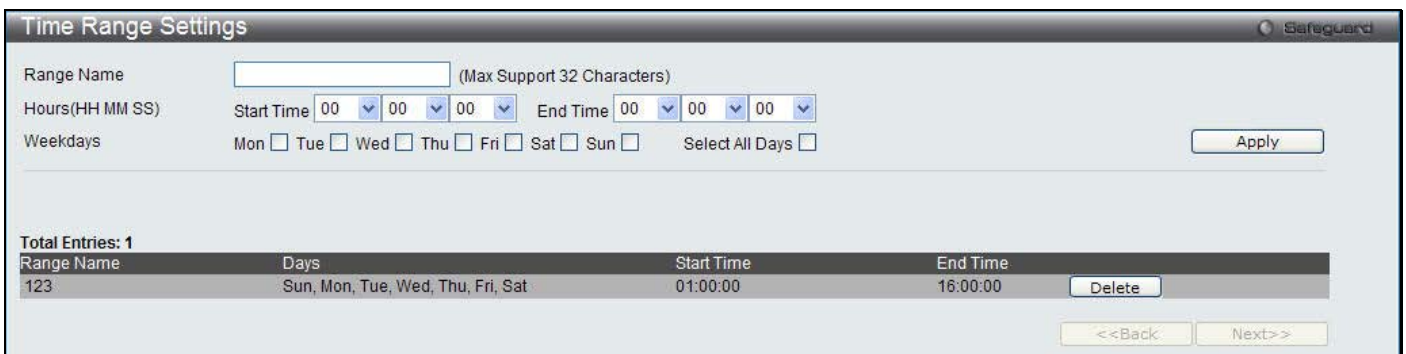 Time Range Settings Safeguard
Range Name (Max Support 32 Characters)
Hours(HH MM SS) Start Time 00 00 00 End Time 00 00 00
Weekdays Mon Tue Wed Thu Fri Sat Sun Select All Days Apply
Total Entries: 1
Range Name Days Start Time End Time
123 Sun, Mon, Tue, Wed, Thu, Fri, Sat 01:00:00 16:00:00 Delete
<<Back Next>>